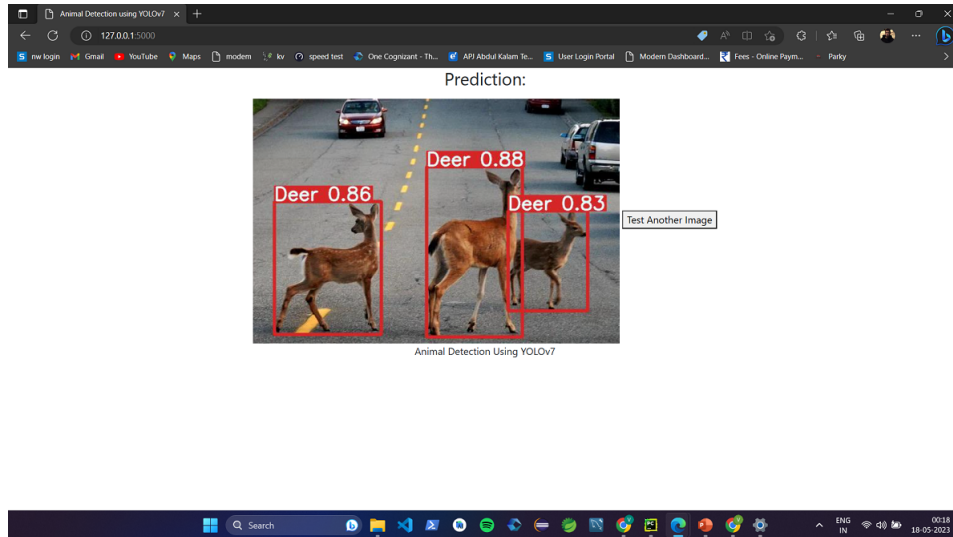 Animal Detection using YOLOv7
127.0.0.1:5000
nw login
Gmail
YouTube
Maps
modem
kv
speed test
One Cognizant - Th...
APJ Abdul Kalam Te...
User Login Portal
Modern Dashboard...
Fees - Online Paym...
Parky
Prediction:
Deer 0.88
Deer 0.86
Deer 0.83
Test Another Image
Animal Detection Using YOLOv7
Search
ENG
IN
00:18
18-05-2023